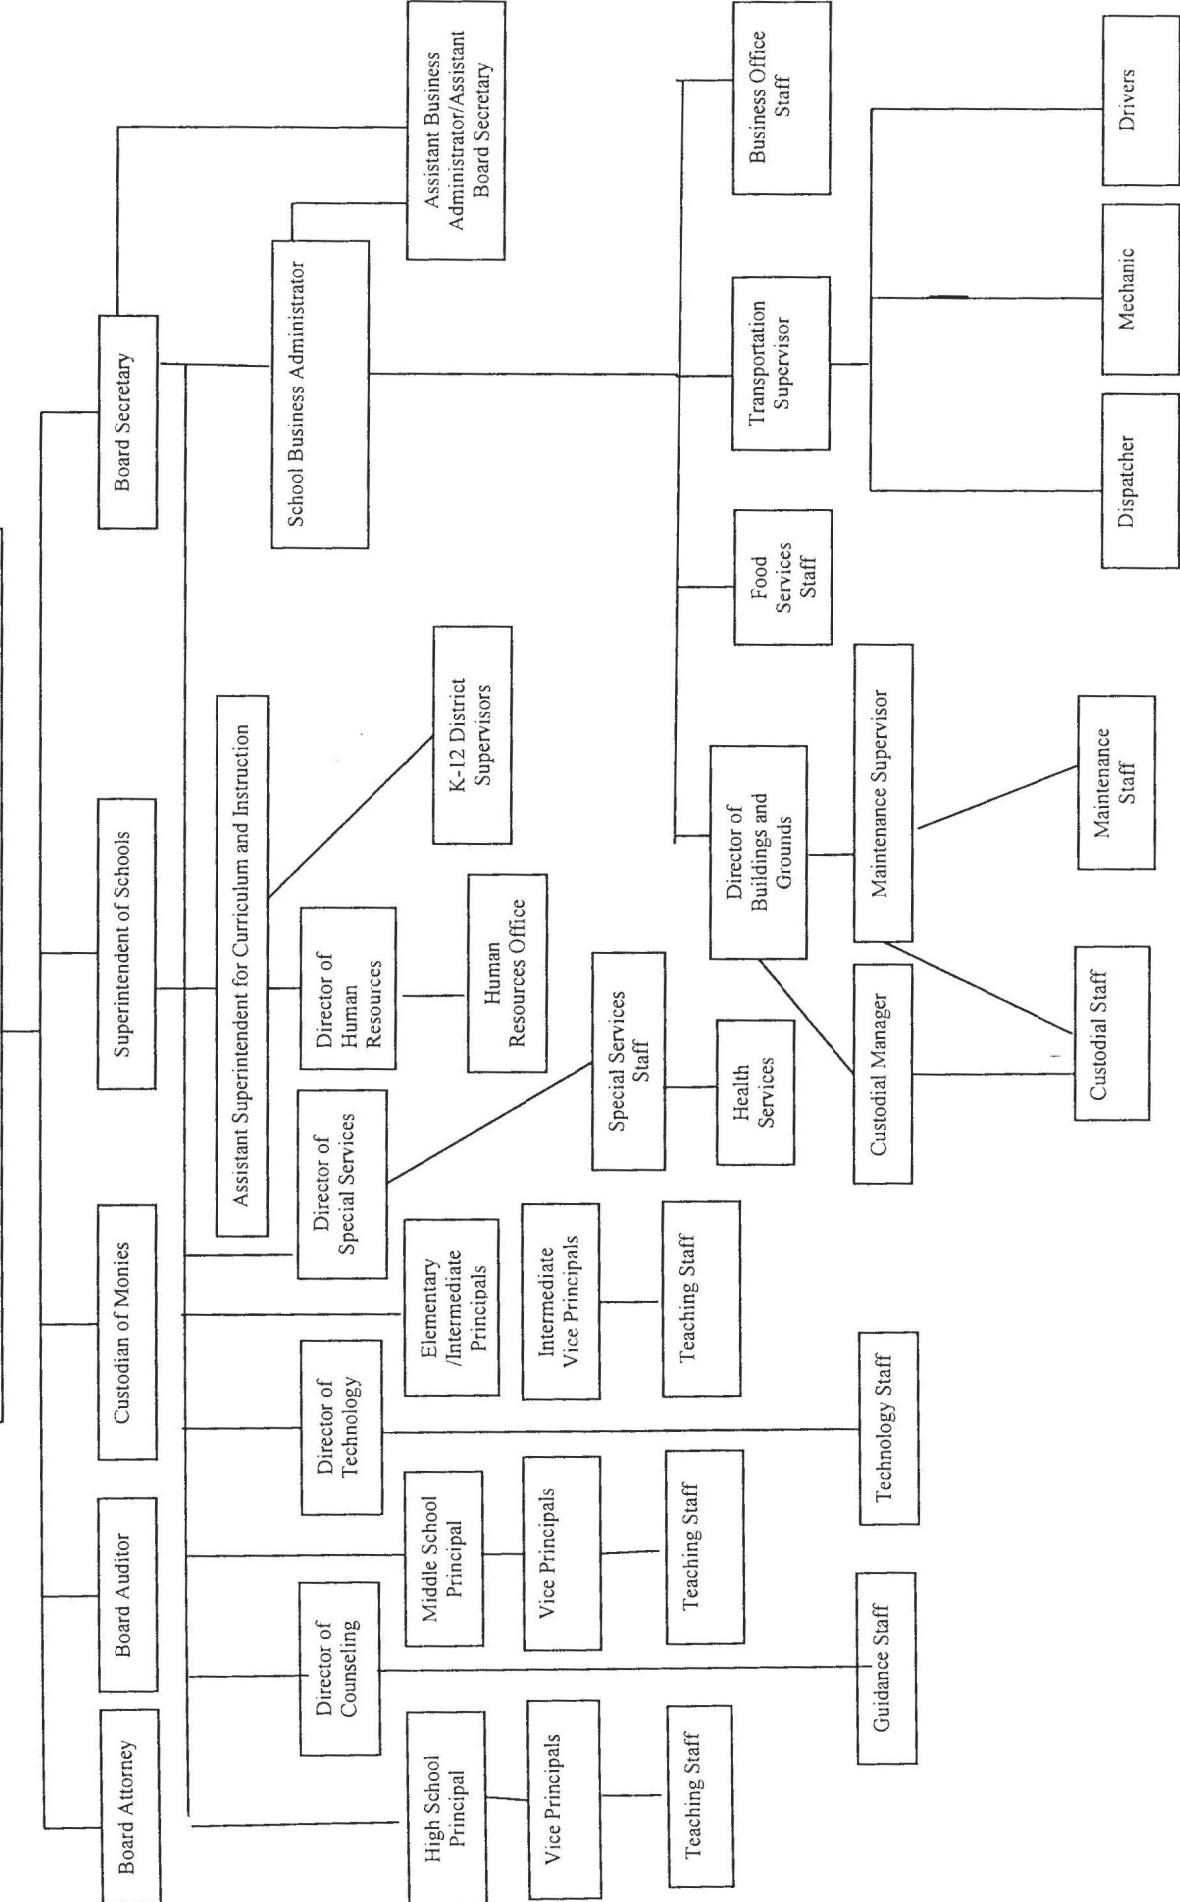 Board Attorney
Board Auditor
Custodian of Monies
Superintendent of Schools
Board Secretary
Assistant Superintendent for Curriculum and Instruction
School Business Administrator
Assistant Business
Administrator/Assistant
Board Secretary
Director of
Counseling
Director of
Technology
Director of
Special Services
Director of
Human
Resources
K-12 District
Supervisors
High School
Principal
Middle School
Principal
Elementary
/Intermediate
Principals
Human
Resources Office
Vice Principals
Vice Principals
Intermediate
Vice Principals
Special Services
Staff
Teaching Staff
Teaching Staff
Teaching Staff
Health
Services
Director of
Buildings and
Grounds
Food
Services
Staff
Transportation
Supervisor
Business Office
Staff
Guidance Staff
Technology Staff
Custodial Manager
Maintenance Supervisor
Custodial Staff
Maintenance
Staff
Dispatcher
Mechanic
Drivers